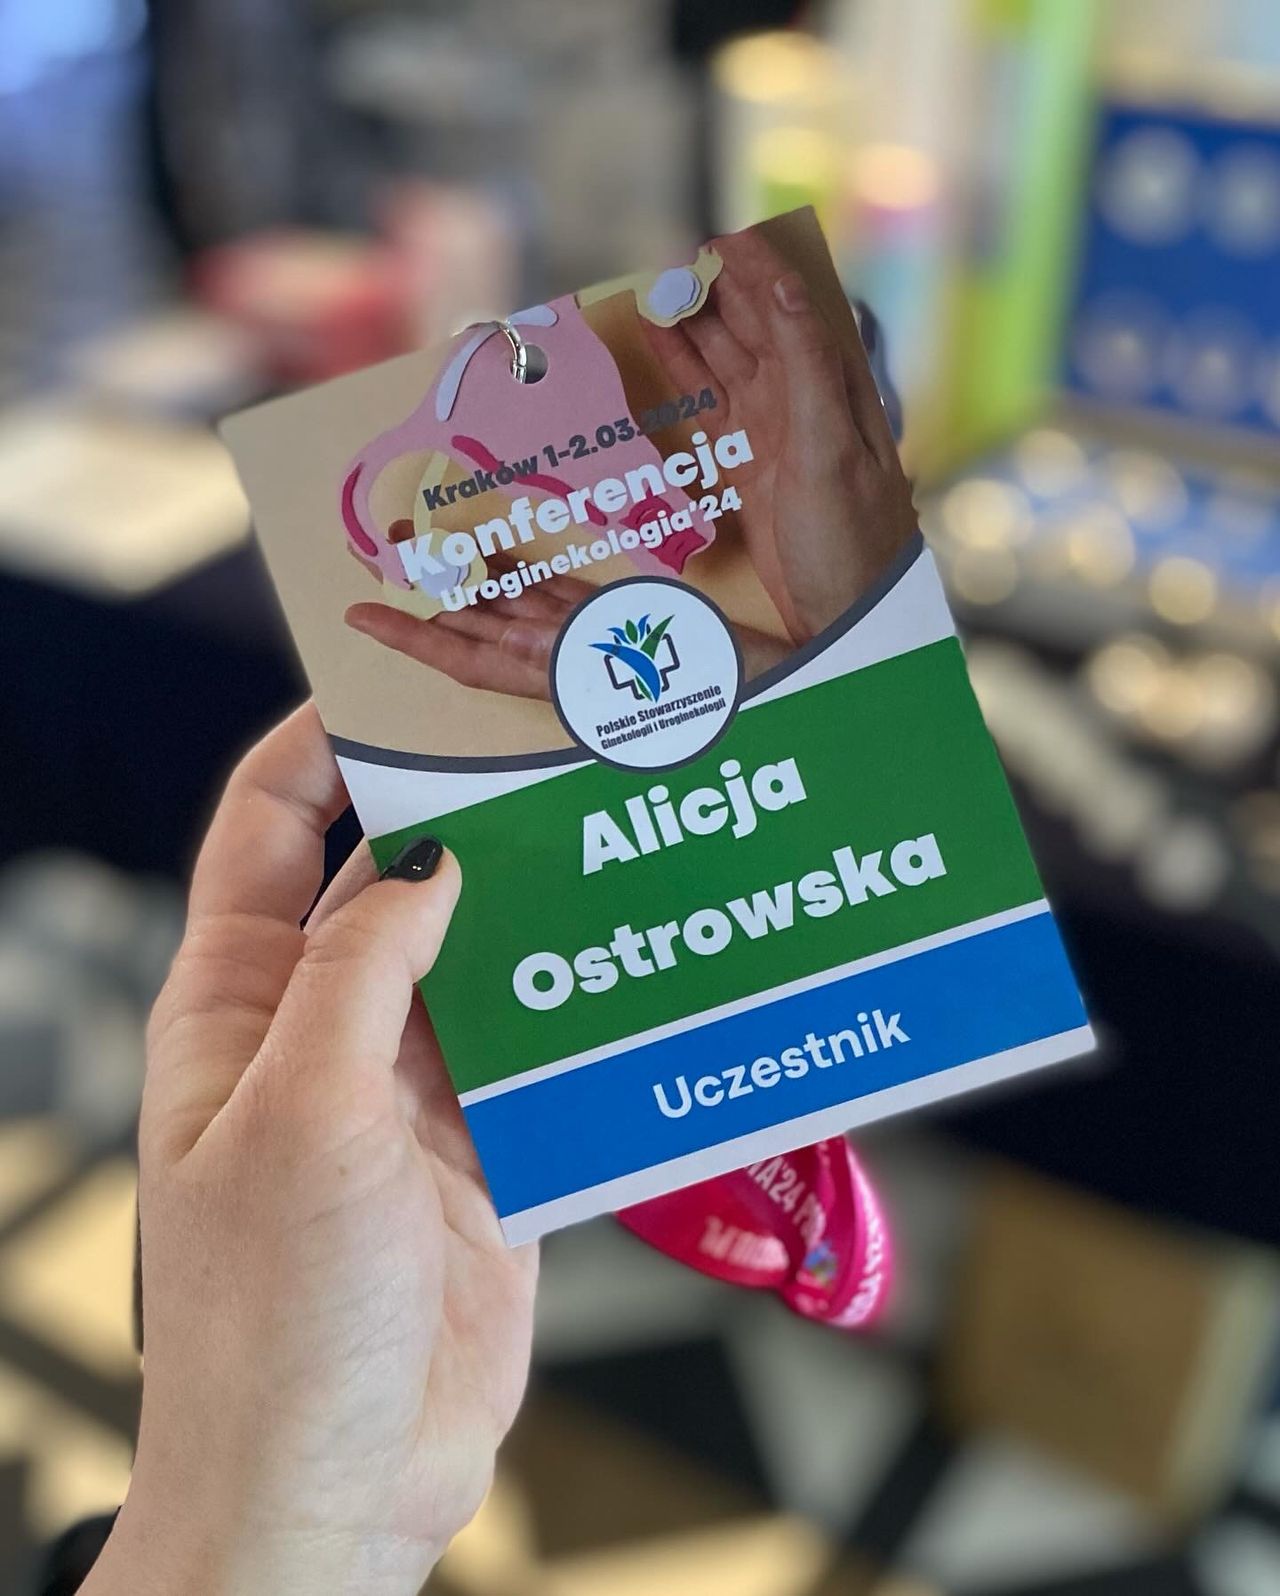 Kraków 1-2.03.2024
Konferencja
Uroginekologia'24
Polskie Stowarzyszenie
Ginekologii i Uroginekologii
Alicja
Ostrowska
Uczestnik